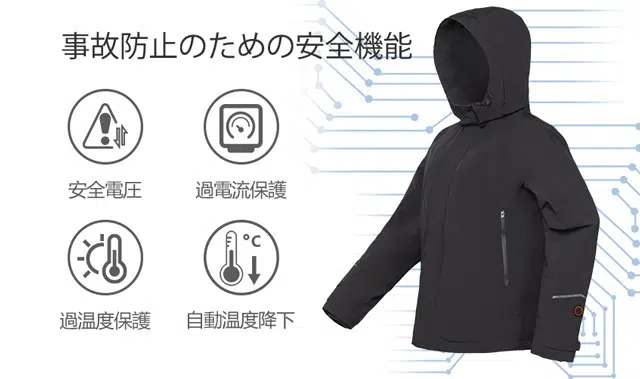 事故防止のための安全機能
安全電圧
過電流保護
℃
過温度保護
自動温度降下